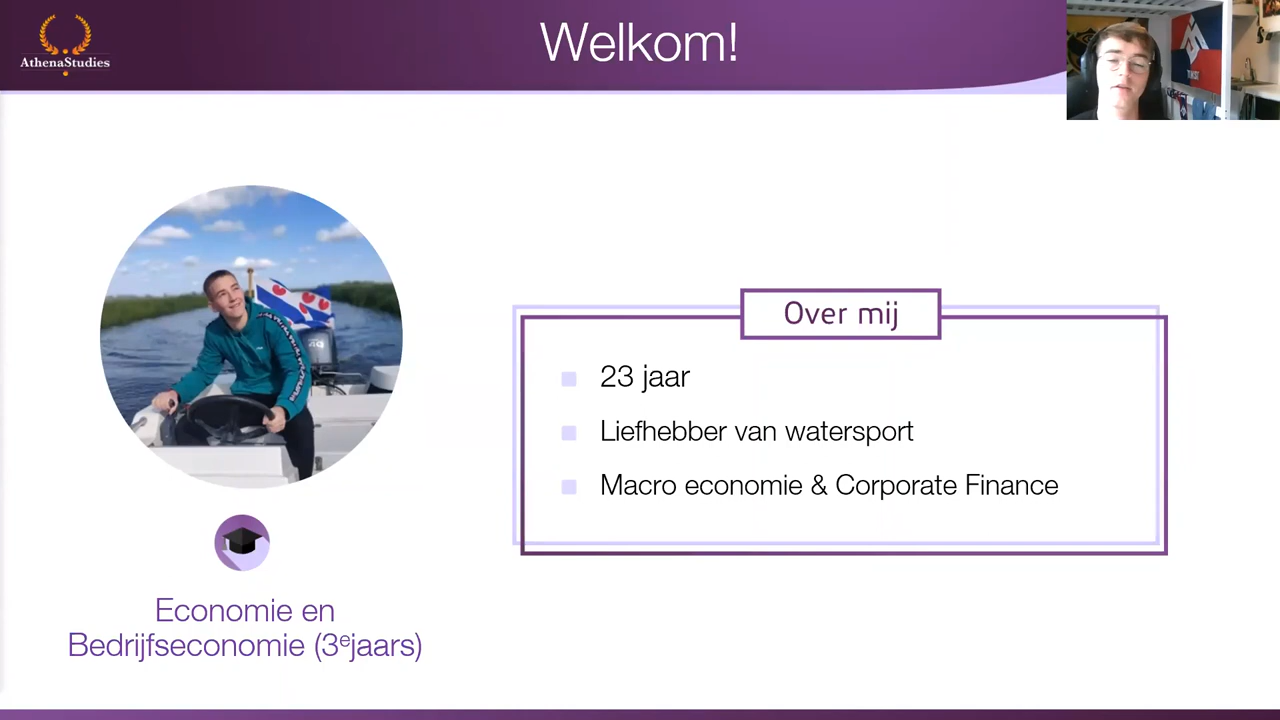 AthenaStudies
Welkom!
Over mij
23 jaar
Liefhebber van watersport
Macro economie & Corporate Finance
Economie en
Bedrijfseconomie (3ejaars)